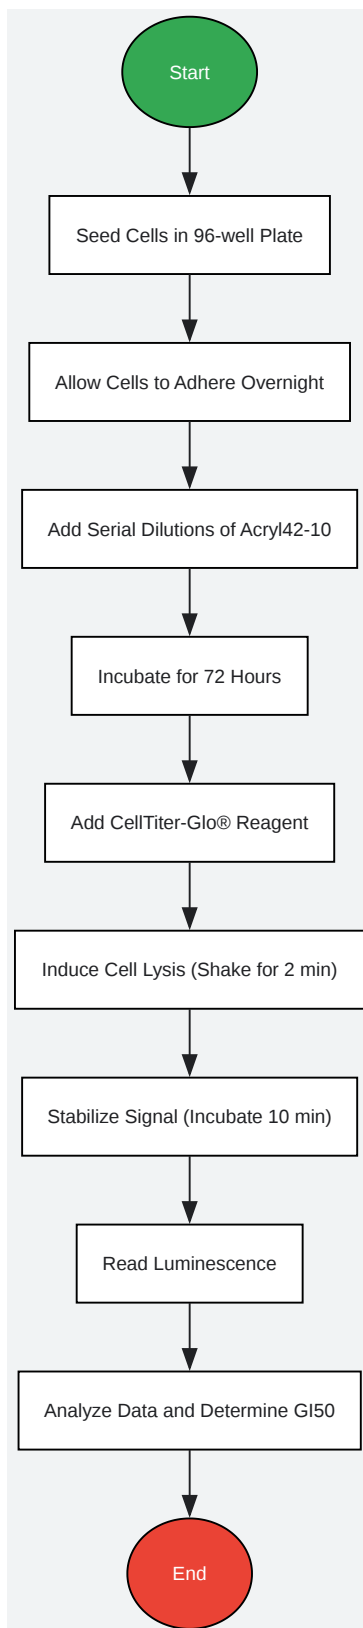 Start
Seed Cells in 96-well Plate
Allow Cells to Adhere Overnight
Add Serial Dilutions of Acryl42-10
Incubate for 72 Hours
Add CellTiter-Glo® Reagent
Induce Cell Lysis (Shake for 2 min)
Stabilize Signal (Incubate 10 min)
Read Luminescence
Analyze Data and Determine GI50
End